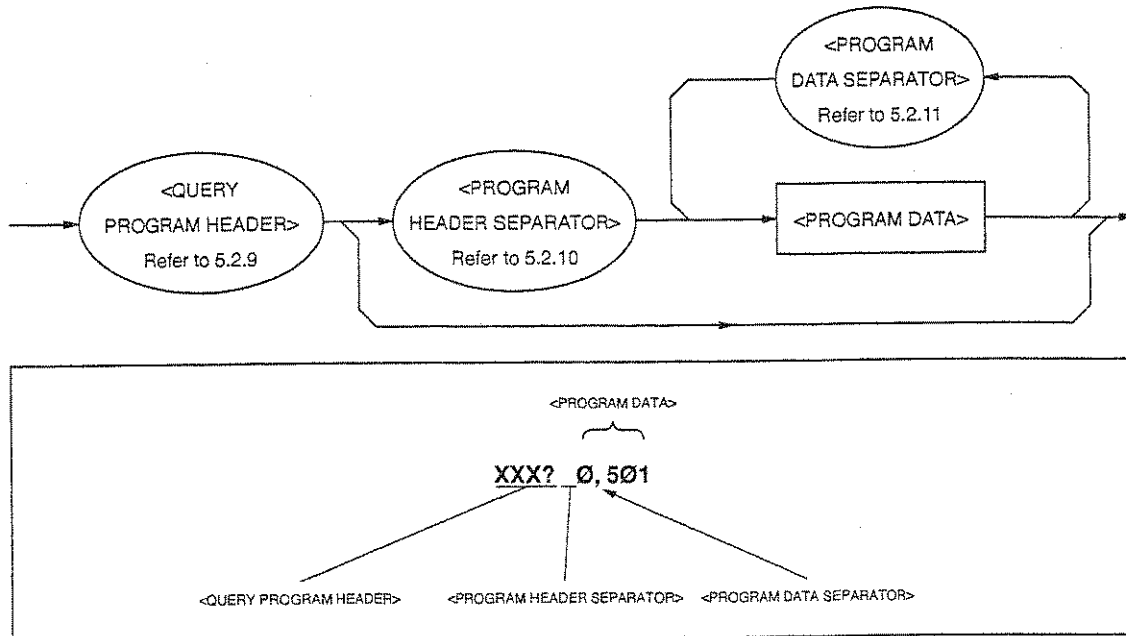 <PROGRAM
DATA SEPARATOR>
Refer to 5.2.11
<QUERY
PROGRAM HEADER>
Refer to 5.2.9
<PROGRAM
HEADER SEPARATOR>
Refer to 5.2.10
<PROGRAM DATA>
<PROGRAM DATA>
XXX? _Ø, 5Ø1
<QUERY PROGRAM HEADER>
<PROGRAM HEADER SEPARATOR>
<PROGRAM DATA SEPARATOR>